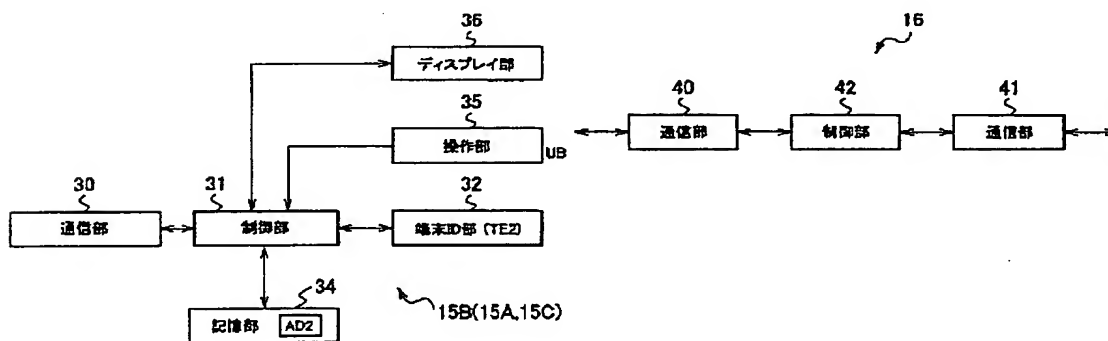 36
ディスプレイ部
35
操作部
UB
30
通信部
31
制御部
32
端末ID部(TE2)
34
記憶部 AD2
15B(15A,15C)
16
40
通信部
42
制御部
41
通信部